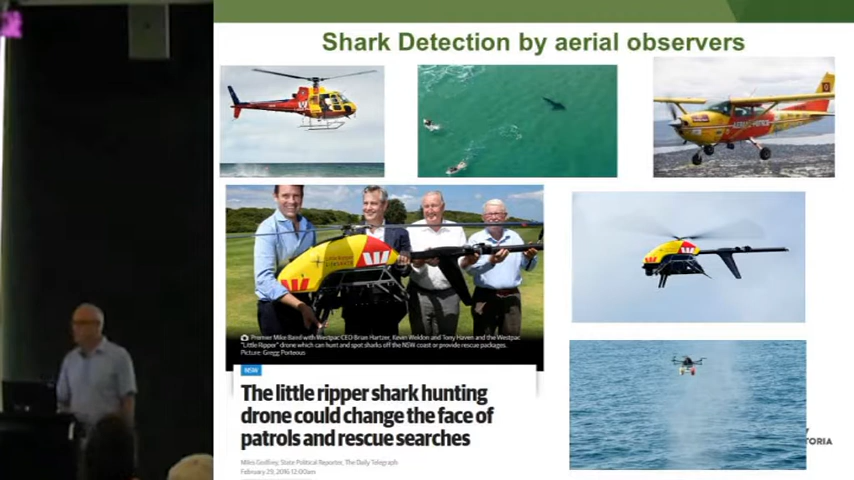 Shark Detection by aerial observers
Premier Mike Baird with Westpac CEO Brian Hartzer, Kevin Weldon and Tony Haven and the Westpac
"Little Ripper" drone which can hunt and spot sharks off the NSW coast or provide rescue packages.
Picture: Gregg Porteous
NSW
The little ripper shark hunting
drone could change the face of
patrols and rescue searches
Miles Godfrey, State Political Reporter, The Daily Telegraph
February 29, 2016 12:00am
TORIA